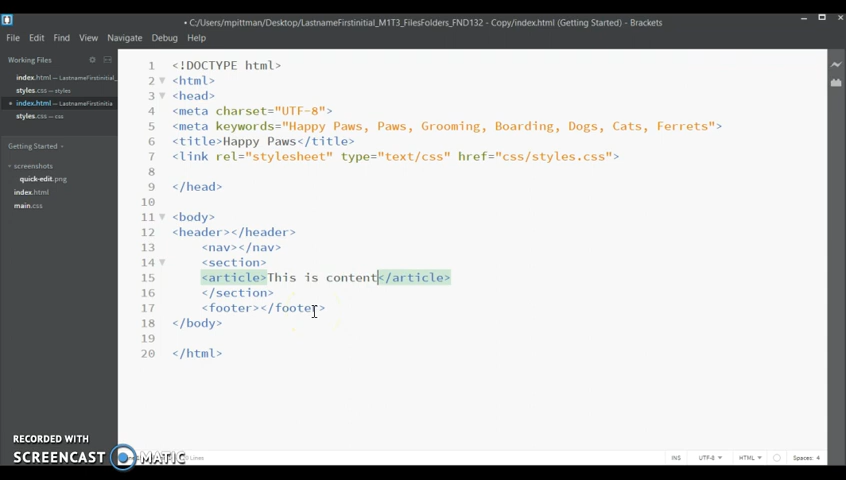 • C:/Users/mpittman/Desktop/LastnameFirstinitial_M1T3_FilesFolders_FND132 - Copy/index.html (Getting Started) - Brackets
File Edit Find View Navigate Debug Help
Working Files
index.html — LastnameFirstinitial_
styles.css — styles
index.html — LastnameFirstinitia
styles.css — css
Getting Started
screenshots
quick-edit.png
index.html
main.css
1 <!DOCTYPE html>
2 <html>
3 <head>
4 <meta charset="UTF-8">
5 <meta keywords="Happy Paws, Paws, Grooming, Boarding, Dogs, Cats, Ferrets">
6 <title>Happy Paws</title>
7 <link rel="stylesheet" type="text/css" href="css/styles.css">
8
9 </head>
10
11 <body>
12 <header></header>
13 <nav></nav>
14 <section>
15 <article>This is content</article>
16 </section>
17 <footer></footer>
18 </body>
19
20 </html>
RECORDED WITH
SCREENCAST MATIC
Lines
INS UTF-8 HTML Spaces: 4